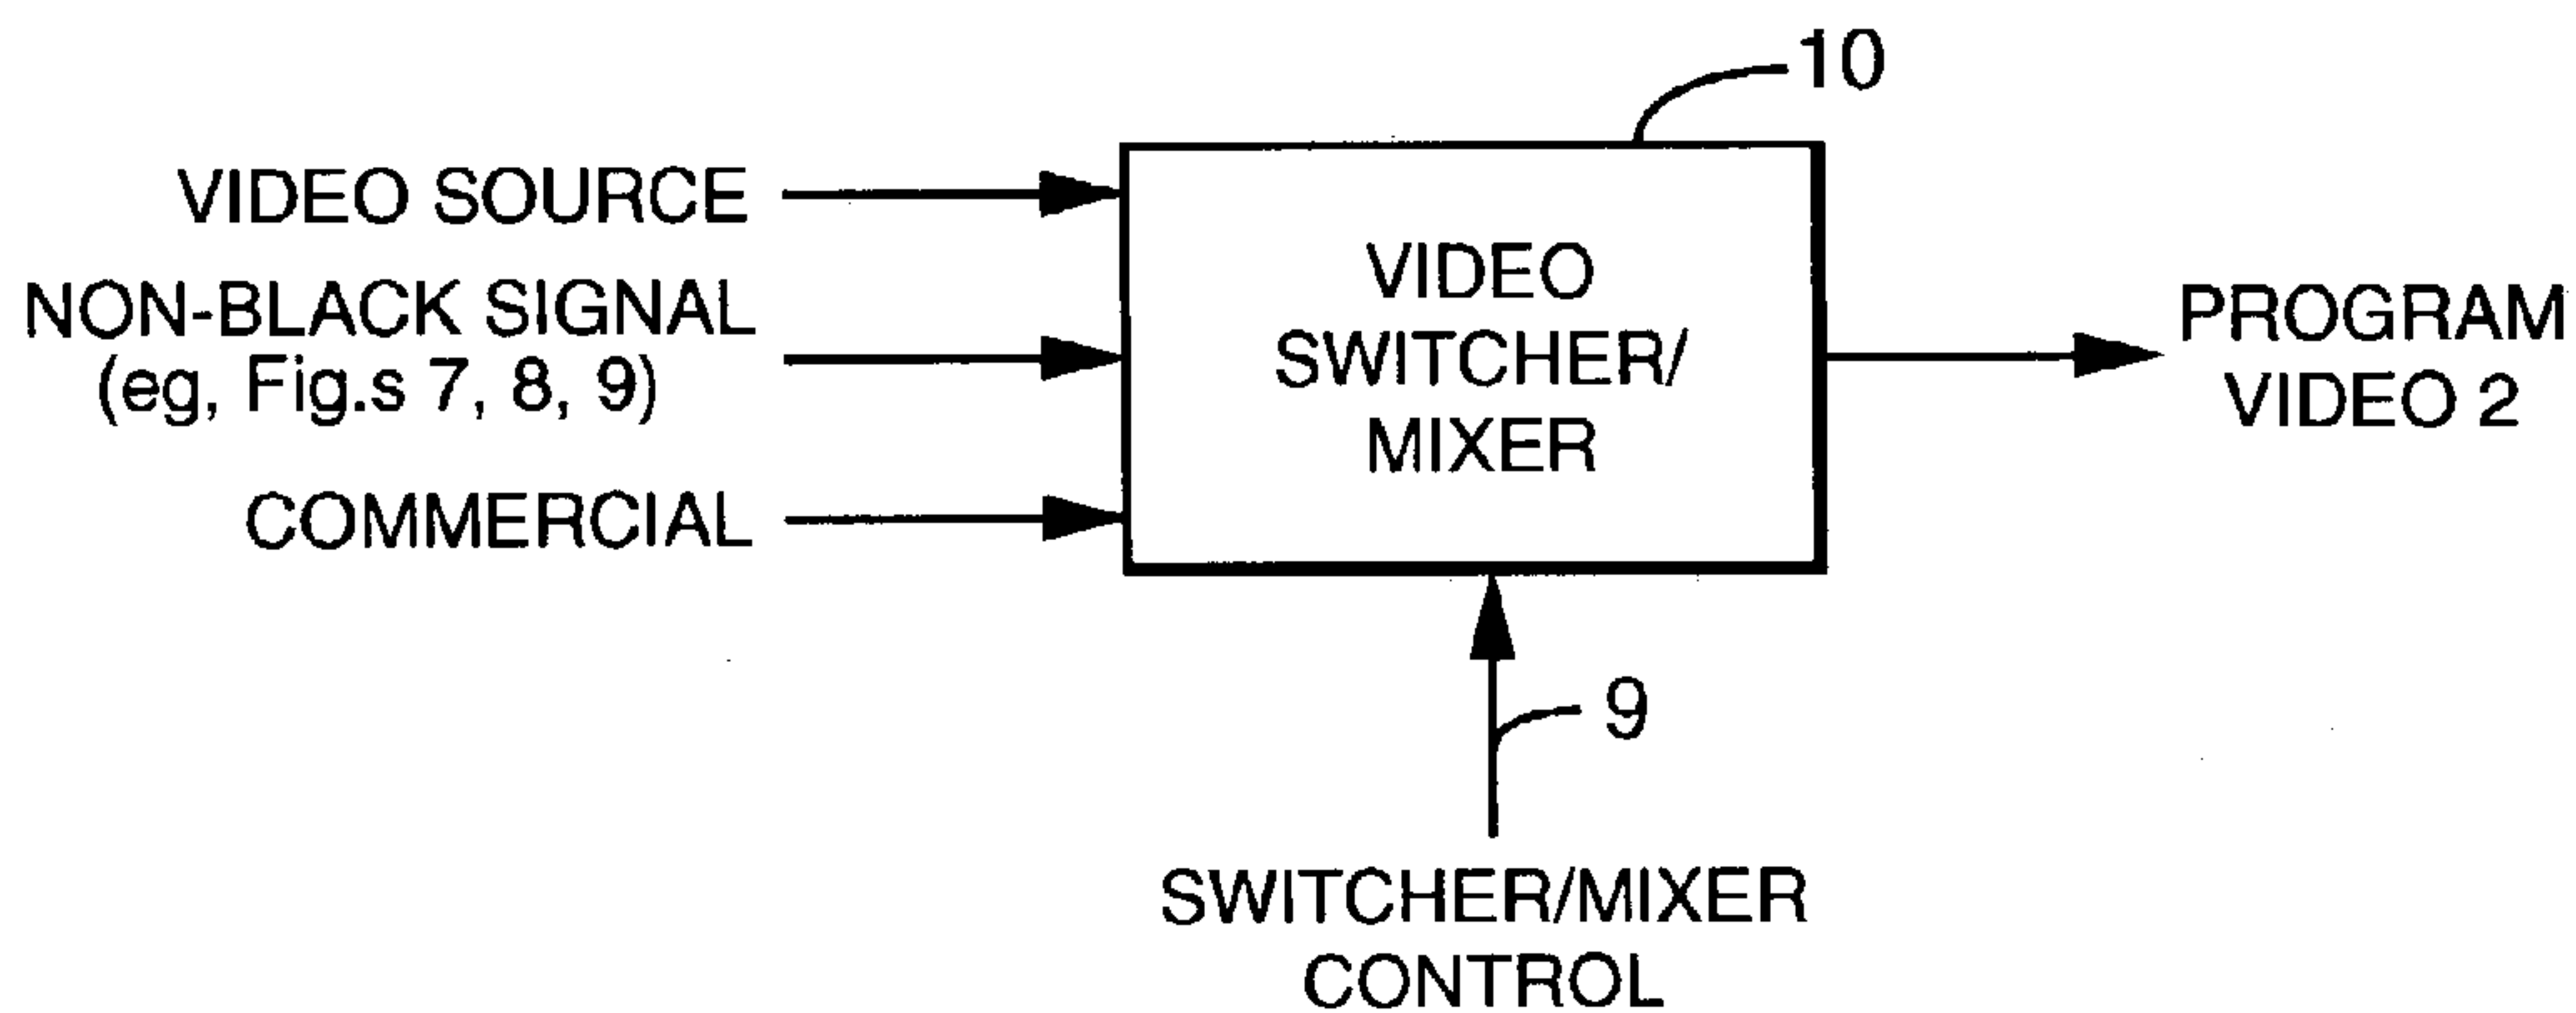 10
VIDEO SOURCE
NON-BLACK SIGNAL
(eg, Fig.s 7, 8, 9)
COMMERCIAL
VIDEO
SWITCHER/
MIXER
PROGRAM
VIDEO 2
9
SWITCHER/MIXER
CONTROL